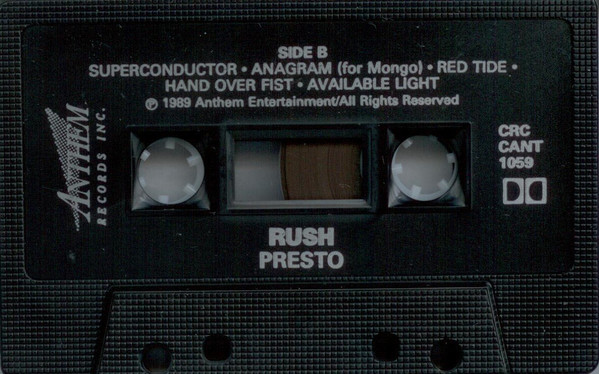 SIDE B
SUPERCONDUCTOR • ANAGRAM (for Mongo) • RED TIDE •
HAND OVER FIST • AVAILABLE LIGHT
℗ 1989 Anthem Entertainment/All Rights Reserved
ANTHEM
RECORDS INC.
CRC
CANT
1059
RUSH
PRESTO